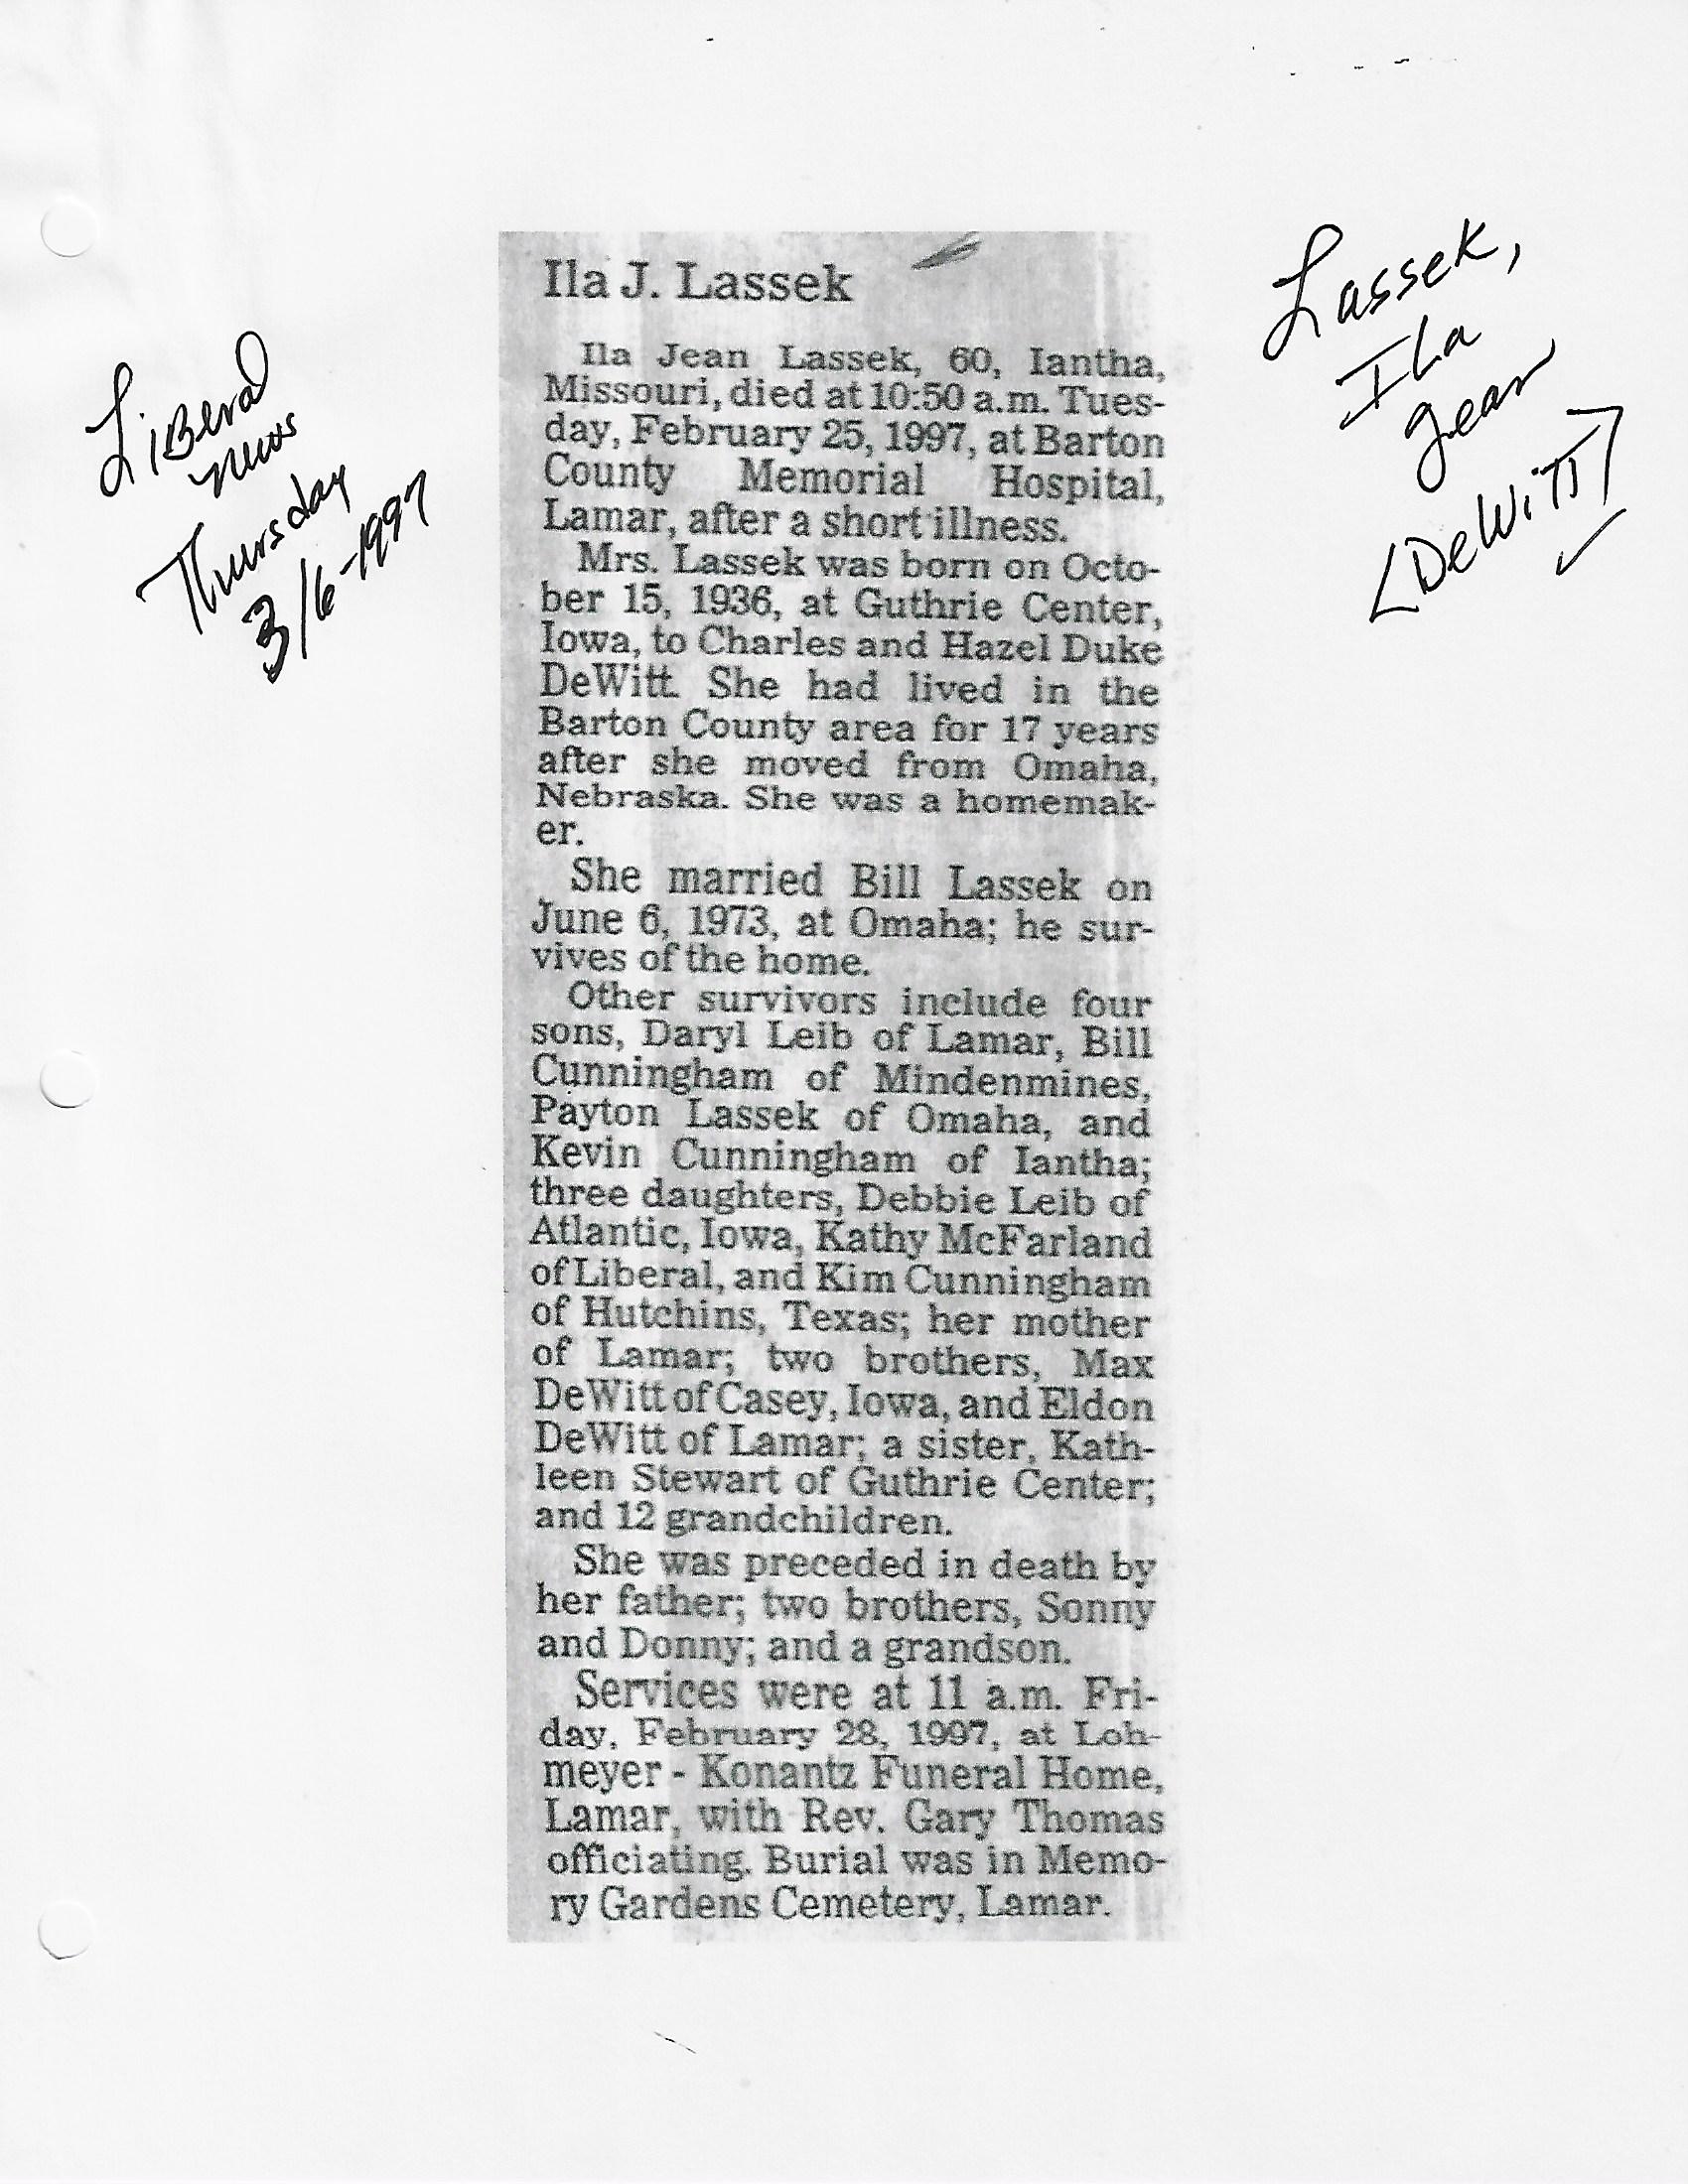 Liberal
News
Thursday
3/6-1997
Lassek,
Ila
Jean
<DeWitt>
Ila J. Lassek
Ila Jean Lassek, 60, Iantha,
Missouri, died at 10:50 a.m. Tues-
day, February 25, 1997, at Barton
County Memorial Hospital,
Lamar, after a short illness.
Mrs. Lassek was born on Octo-
ber 15, 1936, at Guthrie Center,
Iowa, to Charles and Hazel Duke
DeWitt. She had lived in the
Barton County area for 17 years
after she moved from Omaha,
Nebraska. She was a homemak-
er.
She married Bill Lassek on
June 6, 1973, at Omaha; he sur-
vives of the home.
Other survivors include four
sons, Daryl Leib of Lamar, Bill
Cunningham of Mindenmines,
Payton Lassek of Omaha, and
Kevin Cunningham of Iantha;
three daughters, Debbie Leib of
Atlantic, Iowa, Kathy McFarland
of Liberal, and Kim Cunningham
of Hutchins, Texas; her mother
of Lamar; two brothers, Max
DeWitt of Casey, Iowa, and Eldon
DeWitt of Lamar; a sister, Kath-
leen Stewart of Guthrie Center;
and 12 grandchildren.
She was preceded in death by
her father; two brothers, Sonny
and Donny; and a grandson.
Services were at 11 a.m. Fri-
day, February 28, 1997, at Loh-
meyer - Konantz Funeral Home,
Lamar, with Rev. Gary Thomas
officiating. Burial was in Memo-
ry Gardens Cemetery, Lamar.